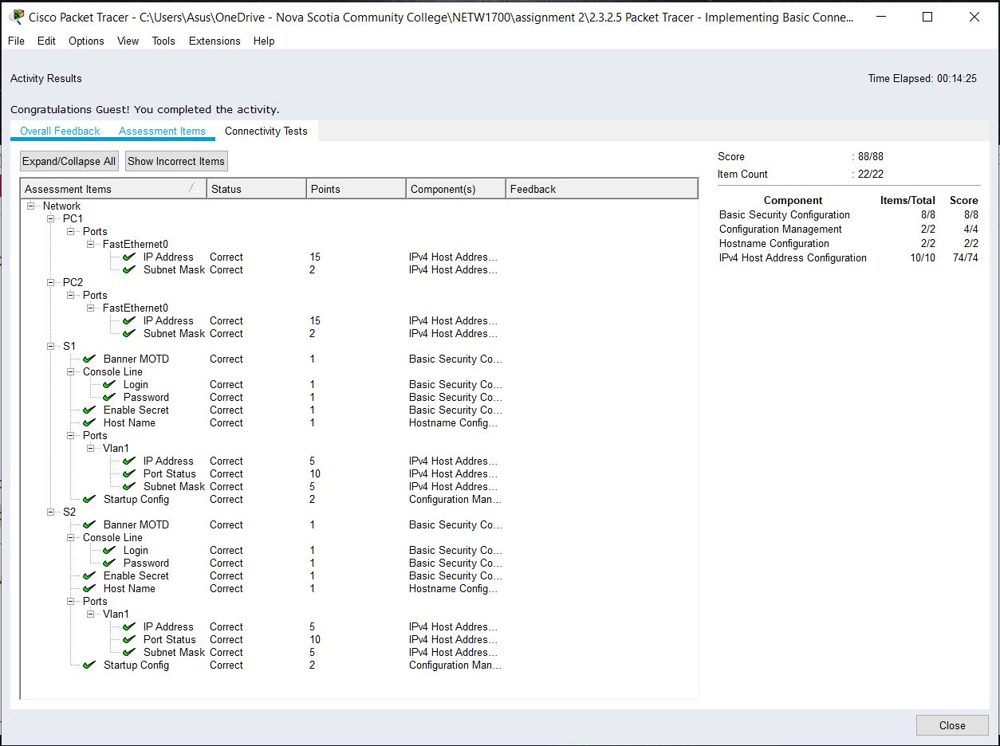 Cisco Packet Tracer - C:\Users\Asus\OneDrive - Nova Scotia Community College\NETW1700\assignment 2\2.3.2.5 Packet Tracer - Implementing Basic Conne...
File Edit Options View Tools Extensions Help
Activity Results
Time Elapsed: 00:14:25
Congratulations Guest! You completed the activity.
Overall Feedback Assessment Items Connectivity Tests
Expand/Collapse All Show Incorrect Items
Assessment Items Status Points Component(s) Feedback
Network
PC1
Ports
FastEthernet0
IP Address Correct 15 IPv4 Host Addres...
Subnet Mask Correct 2 IPv4 Host Addres...
PC2
Ports
FastEthernet0
IP Address Correct 15 IPv4 Host Addres...
Subnet Mask Correct 2 IPv4 Host Addres...
S1
Banner MOTD Correct 1 Basic Security Co...
Console Line
Login Correct 1 Basic Security Co...
Password Correct 1 Basic Security Co...
Enable Secret Correct 1 Basic Security Co...
Host Name Correct 1 Hostname Config...
Ports
Vlan1
IP Address Correct 5 IPv4 Host Addres...
Port Status Correct 10 IPv4 Host Addres...
Subnet Mask Correct 5 IPv4 Host Addres...
Startup Config Correct 2 Configuration Man...
S2
Banner MOTD Correct 1 Basic Security Co...
Console Line
Login Correct 1 Basic Security Co...
Password Correct 1 Basic Security Co...
Enable Secret Correct 1 Basic Security Co...
Host Name Correct 1 Hostname Config...
Ports
Vlan1
IP Address Correct 5 IPv4 Host Addres...
Port Status Correct 10 IPv4 Host Addres...
Subnet Mask Correct 5 IPv4 Host Addres...
Startup Config Correct 2 Configuration Man...
Score : 88/88
Item Count : 22/22
Component Items/Total Score
Basic Security Configuration 8/8 8/8
Configuration Management 2/2 4/4
Hostname Configuration 2/2 2/2
IPv4 Host Address Configuration 10/10 74/74
Close